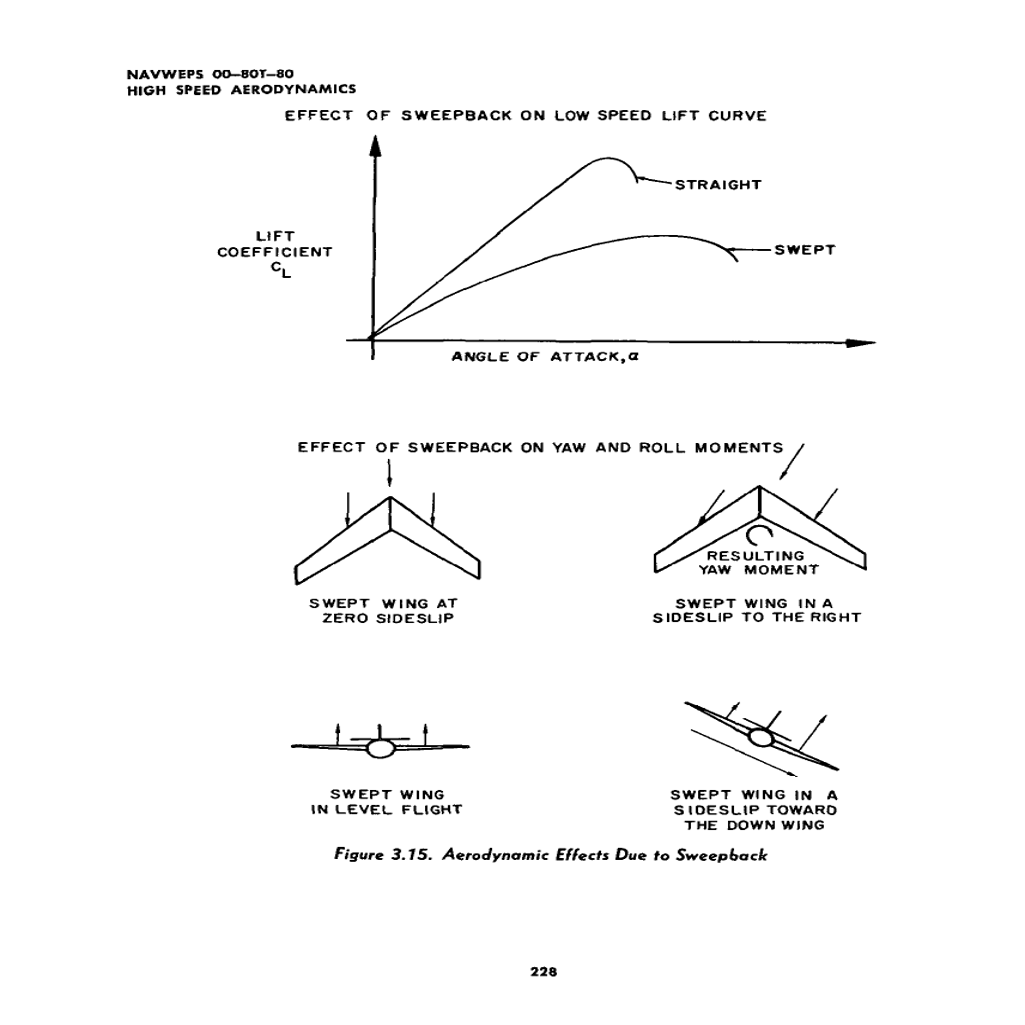 NAVWEPS 00–80T–80
HIGH SPEED AERODYNAMICS
EFFECT OF SWEEPBACK ON LOW SPEED LIFT CURVE
STRAIGHT
LIFT
COEFFICIENT
CL
SWEPT
ANGLE OF ATTACK, α
EFFECT OF SWEEPBACK ON YAW AND ROLL MOMENTS
RESULTING
YAW MOMENT
SWEPT WING AT
ZERO SIDESLIP
SWEPT WING IN A
SIDESLIP TO THE RIGHT
SWEPT WING
IN LEVEL FLIGHT
SWEPT WING IN A
SIDESLIP TOWARD
THE DOWN WING
Figure 3.15. Aerodynamic Effects Due to Sweepback
228